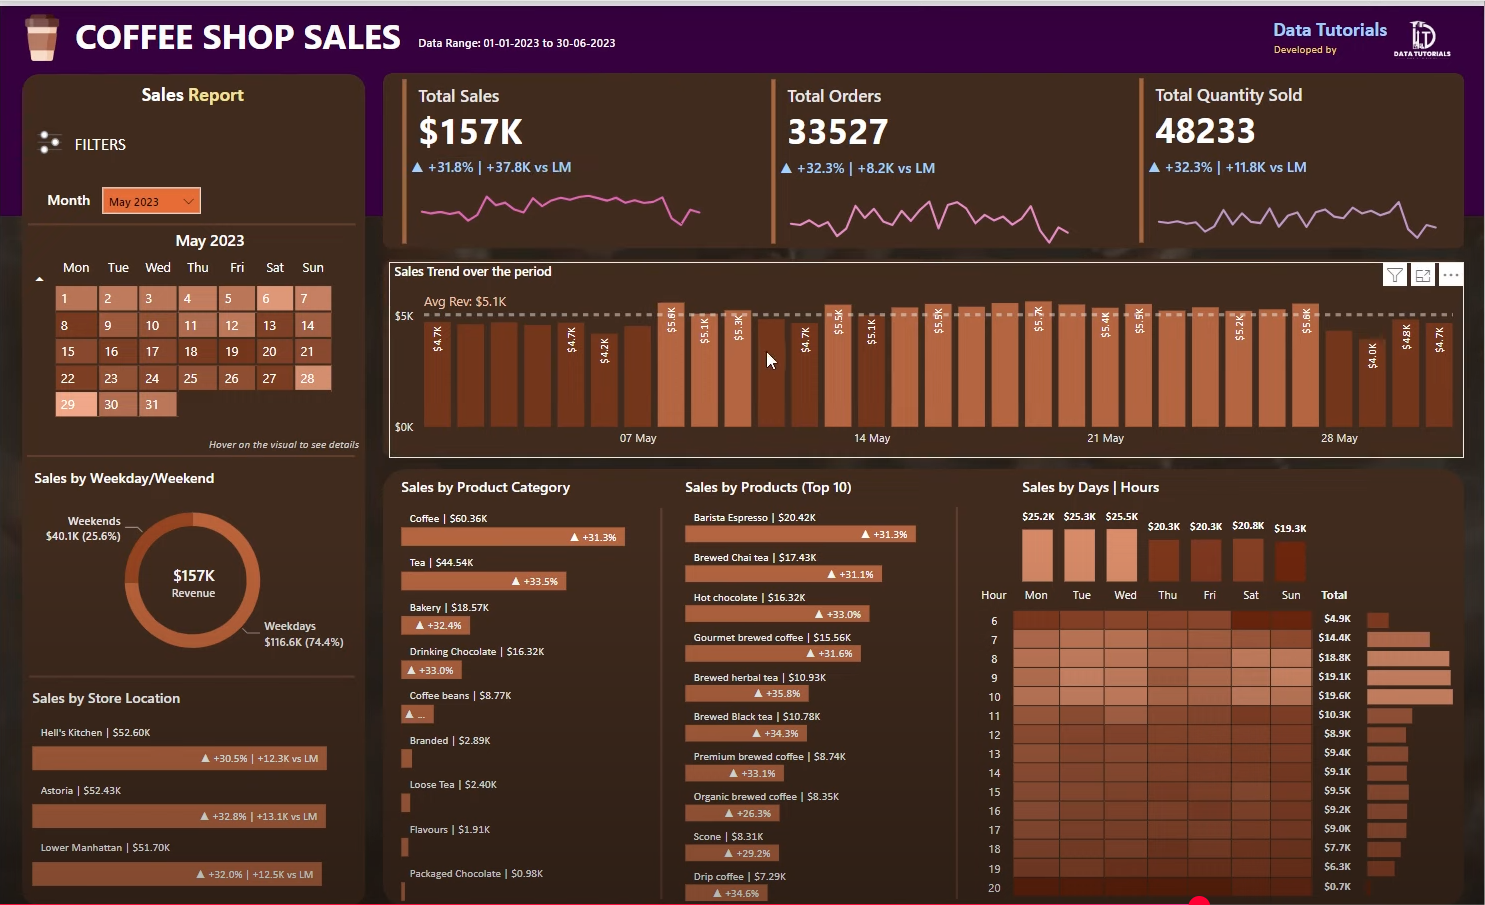 COFFEE SHOP SALES
Data Range: 01-01-2023 to 30-06-2023
Data Tutorials
Developed by
DATA TUTORIALS
Sales Report
FILTERS
Month
May 2023
May 2023
Mon Tue Wed Thu Fri Sat Sun
1 2 3 4 5 6 7
8 9 10 11 12 13 14
15 16 17 18 19 20 21
22 23 24 25 26 27 28
29 30 31
Hover on the visual to see details
Sales by Weekday/Weekend
Weekends
$40.1K (25.6%)
$157K
Revenue
Weekdays
$116.6K (74.4%)
Sales by Store Location
Hell's Kitchen | $52.60K
▲ +30.5% | +12.3K vs LM
Astoria | $52.43K
▲ +32.8% | +13.1K vs LM
Lower Manhattan | $51.70K
▲ +32.0% | +12.5K vs LM
Total Sales
$157K
▲ +31.8% | +37.8K vs LM
Total Orders
33527
▲ +32.3% | +8.2K vs LM
Total Quantity Sold
48233
▲ +32.3% | +11.8K vs LM
Sales Trend over the period
Avg Rev: $5.1K
$5K
$0K
$4.7K $4.7K $4.2K $5.6K $5.1K $5.3K $4.7K $5.5K $5.1K $5.5K $5.7K $5.4K $5.5K $5.2K $5.6K $4.0K $4.8K $4.7K
07 May 14 May 21 May 28 May
Sales by Product Category
Coffee | $60.36K
▲ +31.3%
Tea | $44.54K
▲ +33.5%
Bakery | $18.57K
▲ +32.4%
Drinking Chocolate | $16.32K
▲ +33.0%
Coffee beans | $8.77K
▲ ...
Branded | $2.89K
Loose Tea | $2.40K
Flavours | $1.91K
Packaged Chocolate | $0.98K
Sales by Products (Top 10)
Barista Espresso | $20.42K
▲ +31.3%
Brewed Chai tea | $17.43K
▲ +31.1%
Hot chocolate | $16.32K
▲ +33.0%
Gourmet brewed coffee | $15.56K
▲ +31.6%
Brewed herbal tea | $10.93K
▲ +35.8%
Brewed Black tea | $10.78K
▲ +34.3%
Premium brewed coffee | $8.74K
▲ +33.1%
Organic brewed coffee | $8.35K
▲ +26.3%
Scone | $8.31K
▲ +29.2%
Drip coffee | $7.29K
▲ +34.6%
Sales by Days | Hours
$25.2K $25.3K $25.5K $20.3K $20.3K $20.8K $19.3K
Hour Mon Tue Wed Thu Fri Sat Sun Total
6 $4.9K
7 $14.4K
8 $18.8K
9 $19.1K
10 $19.6K
11 $10.3K
12 $8.9K
13 $9.4K
14 $9.1K
15 $9.5K
16 $9.2K
17 $9.0K
18 $7.7K
19 $6.3K
20 $0.7K